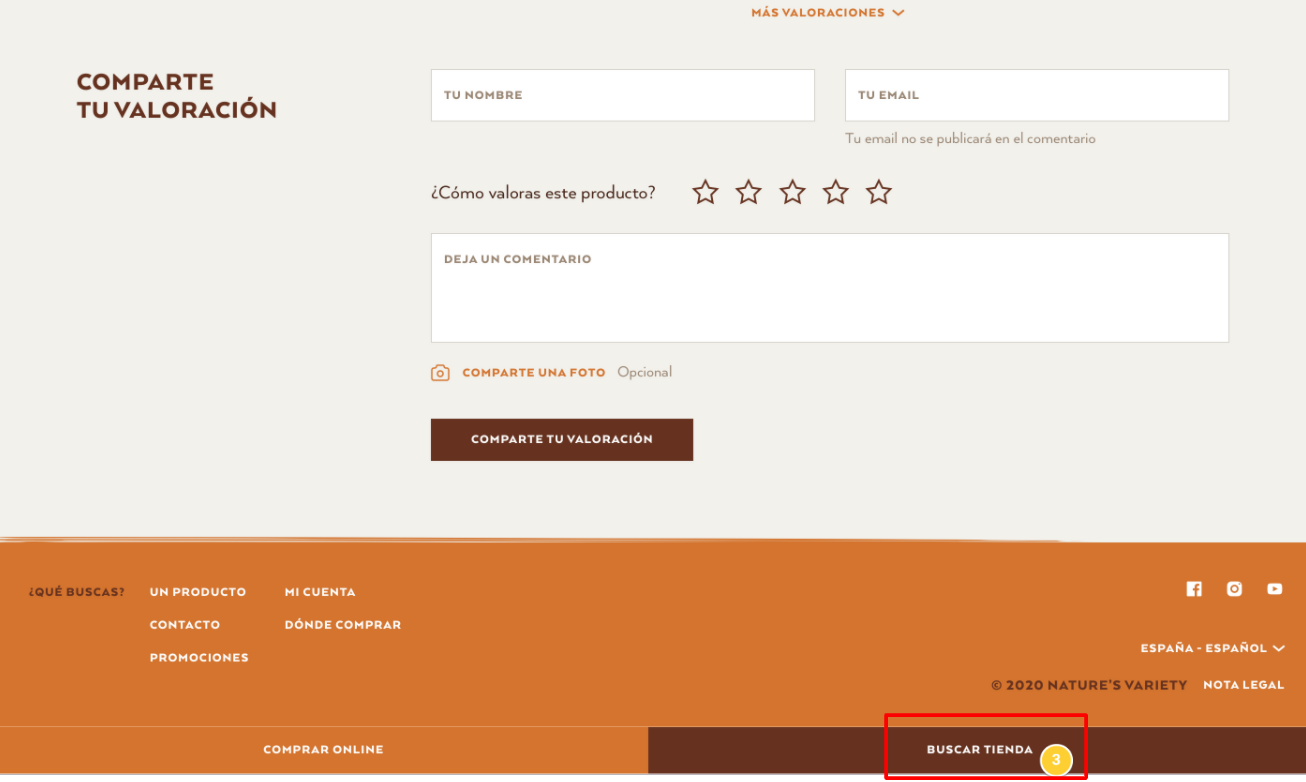 MÁS VALORACIONES
COMPARTE
TU VALORACIÓN
TU NOMBRE
TU EMAIL
Tu email no se publicará en el comentario
¿Cómo valoras este producto?
DEJA UN COMENTARIO
COMPARTE UNA FOTO Opcional
COMPARTE TU VALORACIÓN
¿QUÉ BUSCAS?
UN PRODUCTO
CONTACTO
PROMOCIONES
MI CUENTA
DÓNDE COMPRAR
ESPAÑA - ESPAÑOL
© 2020 NATURE'S VARIETY NOTA LEGAL
COMPRAR ONLINE
BUSCAR TIENDA
3